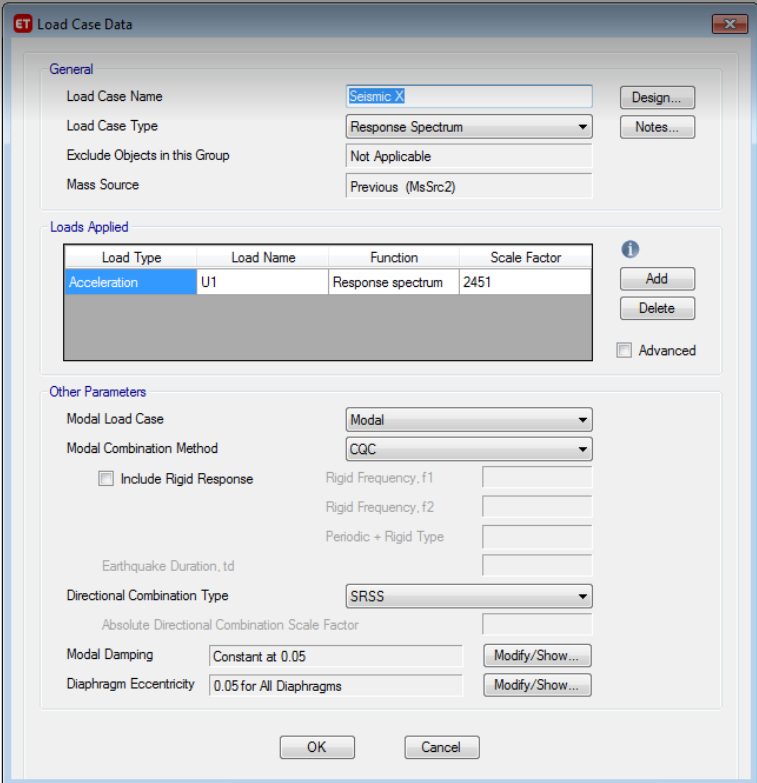 ET Load Case Data
General
Load Case Name Seismic X Design...
Load Case Type Response Spectrum Notes...
Exclude Objects in this Group Not Applicable
Mass Source Previous (MsSrc2)
Loads Applied
Load Type Load Name Function Scale Factor
Acceleration U1 Response spectrum 2451
i
Add
Delete
Advanced
Other Parameters
Modal Load Case Modal
Modal Combination Method CQC
Include Rigid Response Rigid Frequency, f1
Rigid Frequency, f2
Periodic + Rigid Type
Earthquake Duration, td
Directional Combination Type SRSS
Absolute Directional Combination Scale Factor
Modal Damping Constant at 0.05 Modify/Show...
Diaphragm Eccentricity 0.05 for All Diaphragms Modify/Show...
OK Cancel